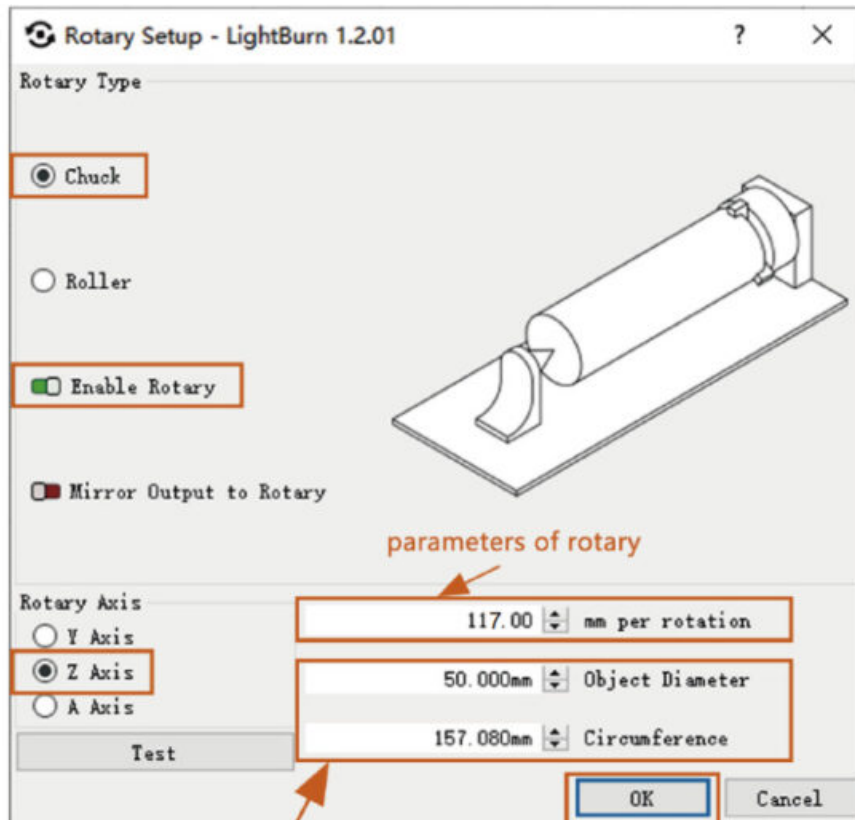 Rotary Setup - LightBurn 1.2.01 ?
Rotary Type
Chuck
Roller
Enable Rotary
Mirror Output to Rotary
parameters of rotary
Rotary Axis
Y Axis
Z Axis
A Axis
Test
117.00 mm per rotation
50.000mm Object Diameter
157.080mm Circumference
OK Cancel